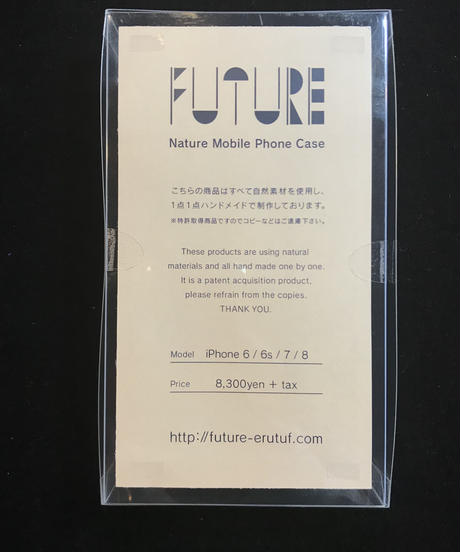 FUTURE
Nature Mobile Phone Case
こちらの商品はすべて自然素材を使用し、
1点1点ハンドメイドで制作しております。
※特許取得商品ですのでコピーなどはご遠慮下さい。
These products are using natural
materials and all hand made one by one.
It is a patent acquisition product,
please refrain from the copies.
THANK YOU.
Model iPhone 6 / 6s / 7 / 8
Price 8,300yen + tax
http://future-erutuf.com